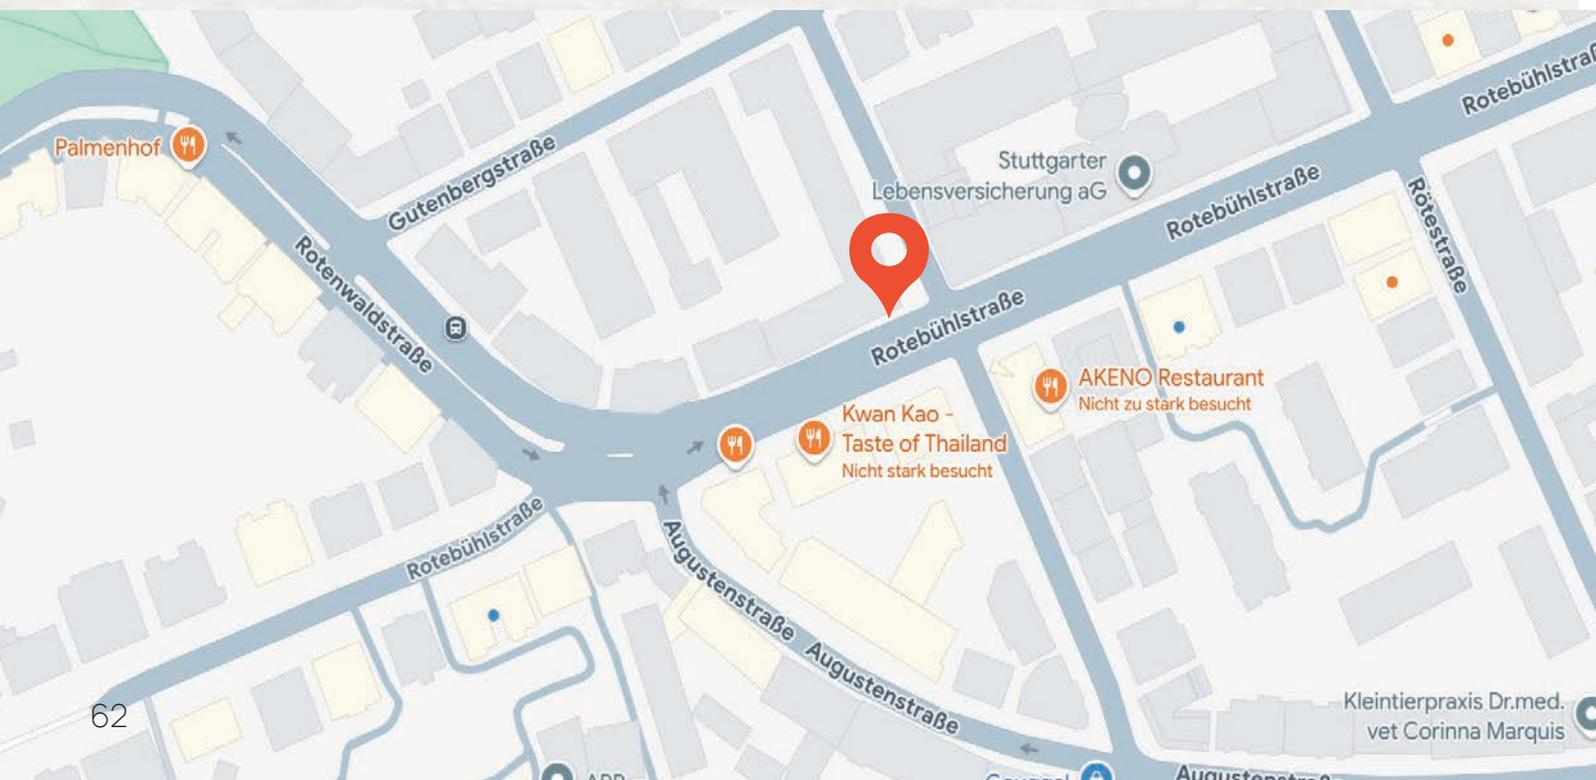 Rotebühlstraß
Palmenhof
Gutenbergstraße
Stuttgarter
Lebensversicherung aG
Rotebühlstraße
Rötestraße
Rotenwaldstraße
Rotebühlstraße
AKENO Restaurant
Nicht zu stark besucht
Kwan Kao -
Taste of Thailand
Nicht stark besucht
Rotebühlstraße
Augustenstraße
Augustenstraße
62
Kleintierpraxis Dr.med.
vet Corinna Marquis